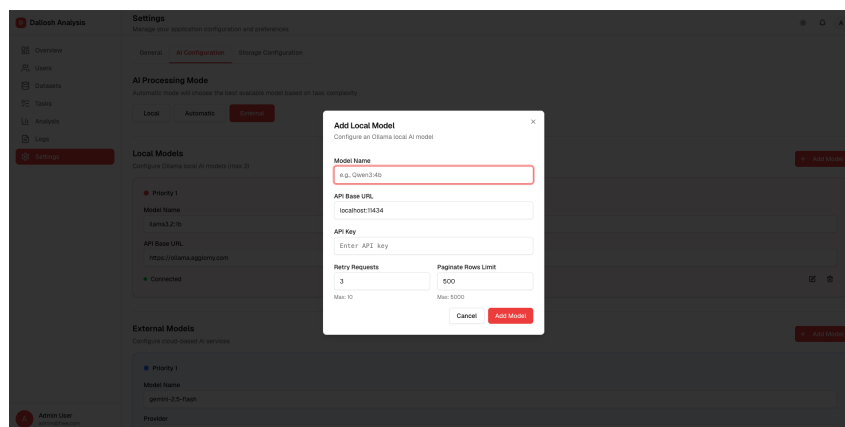 Dallosh Analysis
Overview
Users
Datasets
Tasks
Analysis
Logs
Settings
Admin User
Settings
Manage your application configuration and preferences
General
AI Configuration
Storage Configuration
AI Processing Mode
Automatic mode will choose the best available model based on task complexity
Local
Automatic
External
Local Models
Configure Ollama local AI models (max 3)
+ Add Model
Priority 1
Model Name
llama3.2:1b
API Base URL
Connected
External Models
Configure cloud-based AI services
+ Add Model
Priority 1
Model Name
gemini-2.5-flash
Provider
Add Local Model
Configure an Ollama local AI model
Model Name
e.g., Qwen3:4b
API Base URL
localhost:11434
API Key
Enter API key
Retry Requests
Paginate Rows Limit
3
500
Max: 10
Max: 5000
Cancel
Add Model